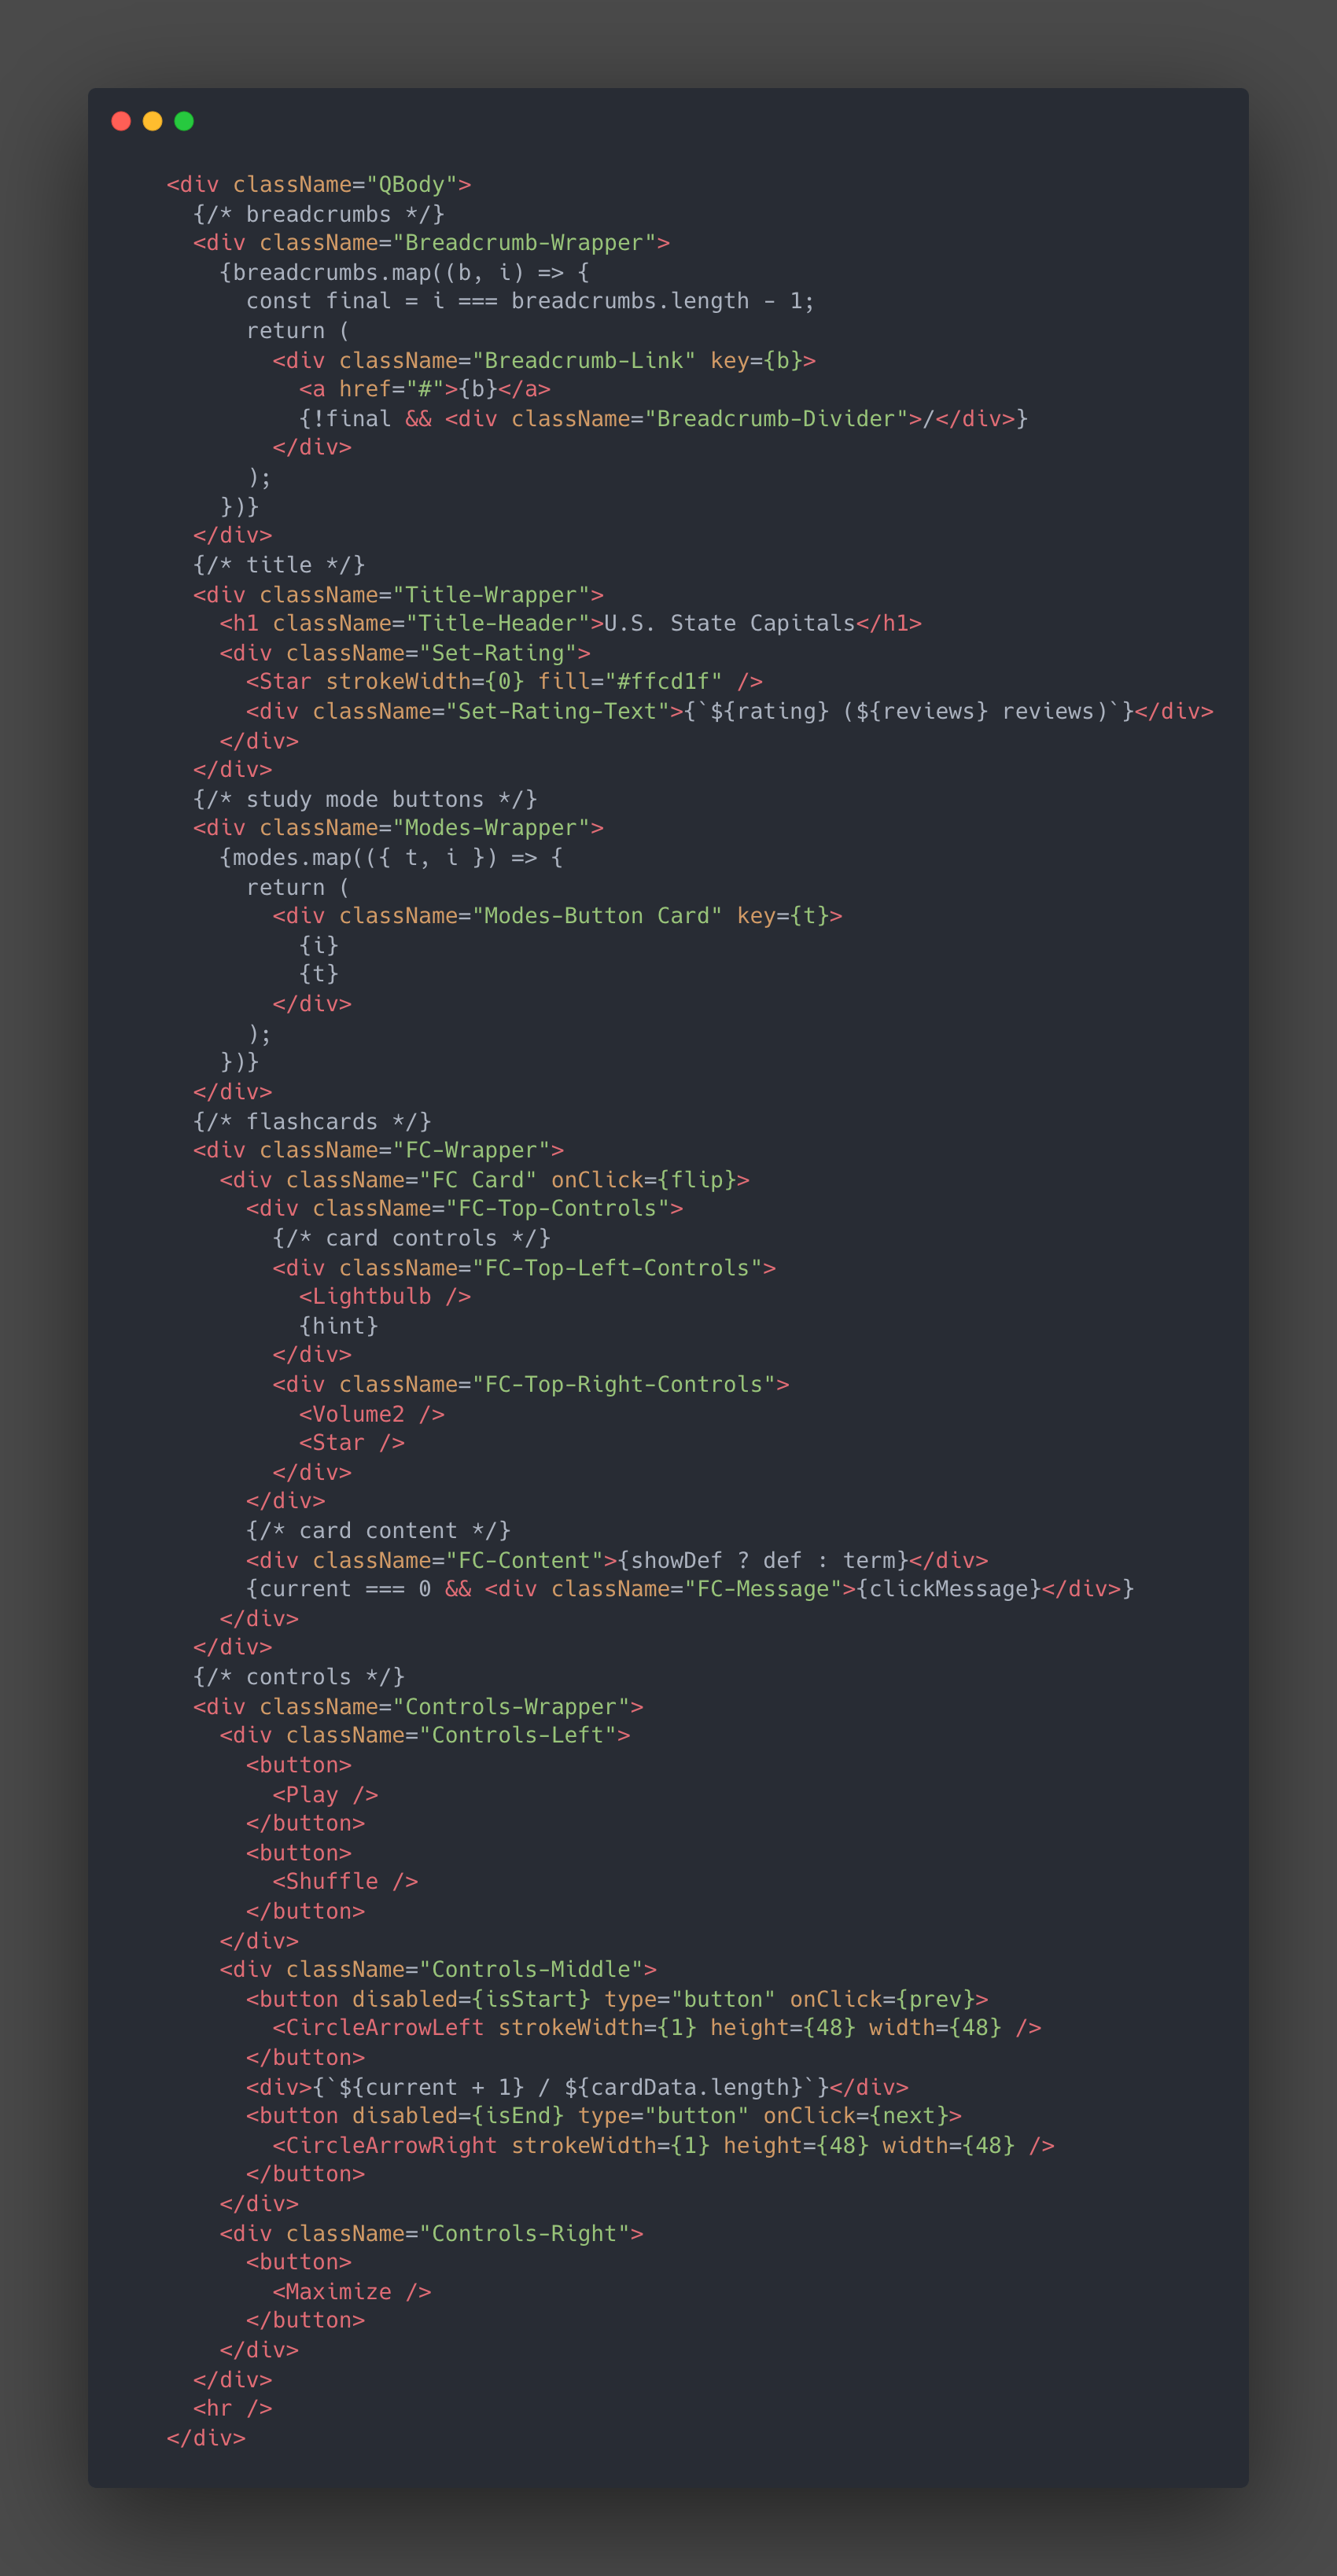 <div className="QBody">
  {/* breadcrumbs */}
  <div className="Breadcrumb-Wrapper">
    {breadcrumbs.map((b, i) => {
      const final = i === breadcrumbs.length - 1;
      return (
        <div className="Breadcrumb-Link" key={b}>
          <a href="#">{b}</a>
          {!final && <div className="Breadcrumb-Divider">/</div>}
        </div>
      );
    })}
  </div>
  {/* title */}
  <div className="Title-Wrapper">
    <h1 className="Title-Header">U.S. State Capitals</h1>
    <div className="Set-Rating">
      <Star strokeWidth={0} fill="#ffcd1f" />
      <div className="Set-Rating-Text">{`${rating} (${reviews} reviews)`}</div>
    </div>
  </div>
  {/* study mode buttons */}
  <div className="Modes-Wrapper">
    {modes.map(({ t, i }) => {
      return (
        <div className="Modes-Button Card" key={t}>
          {i}
          {t}
        </div>
      );
    })}
  </div>
  {/* flashcards */}
  <div className="FC-Wrapper">
    <div className="FC Card" onClick={flip}>
      <div className="FC-Top-Controls">
        {/* card controls */}
        <div className="FC-Top-Left-Controls">
          <Lightbulb />
          {hint}
        </div>
        <div className="FC-Top-Right-Controls">
          <Volume2 />
          <Star />
        </div>
      </div>
      {/* card content */}
      <div className="FC-Content">{showDef ? def : term}</div>
      {current === 0 && <div className="FC-Message">{clickMessage}</div>}
    </div>
  </div>
  {/* controls */}
  <div className="Controls-Wrapper">
    <div className="Controls-Left">
      <button>
        <Play />
      </button>
      <button>
        <Shuffle />
      </button>
    </div>
    <div className="Controls-Middle">
      <button disabled={isStart} type="button" onClick={prev}>
        <CircleArrowLeft strokeWidth={1} height={48} width={48} />
      </button>
      <div>{`${current + 1} / ${cardData.length}`}</div>
      <button disabled={isEnd} type="button" onClick={next}>
        <CircleArrowRight strokeWidth={1} height={48} width={48} />
      </button>
    </div>
    <div className="Controls-Right">
      <button>
        <Maximize />
      </button>
    </div>
  </div>
  <hr />
</div>